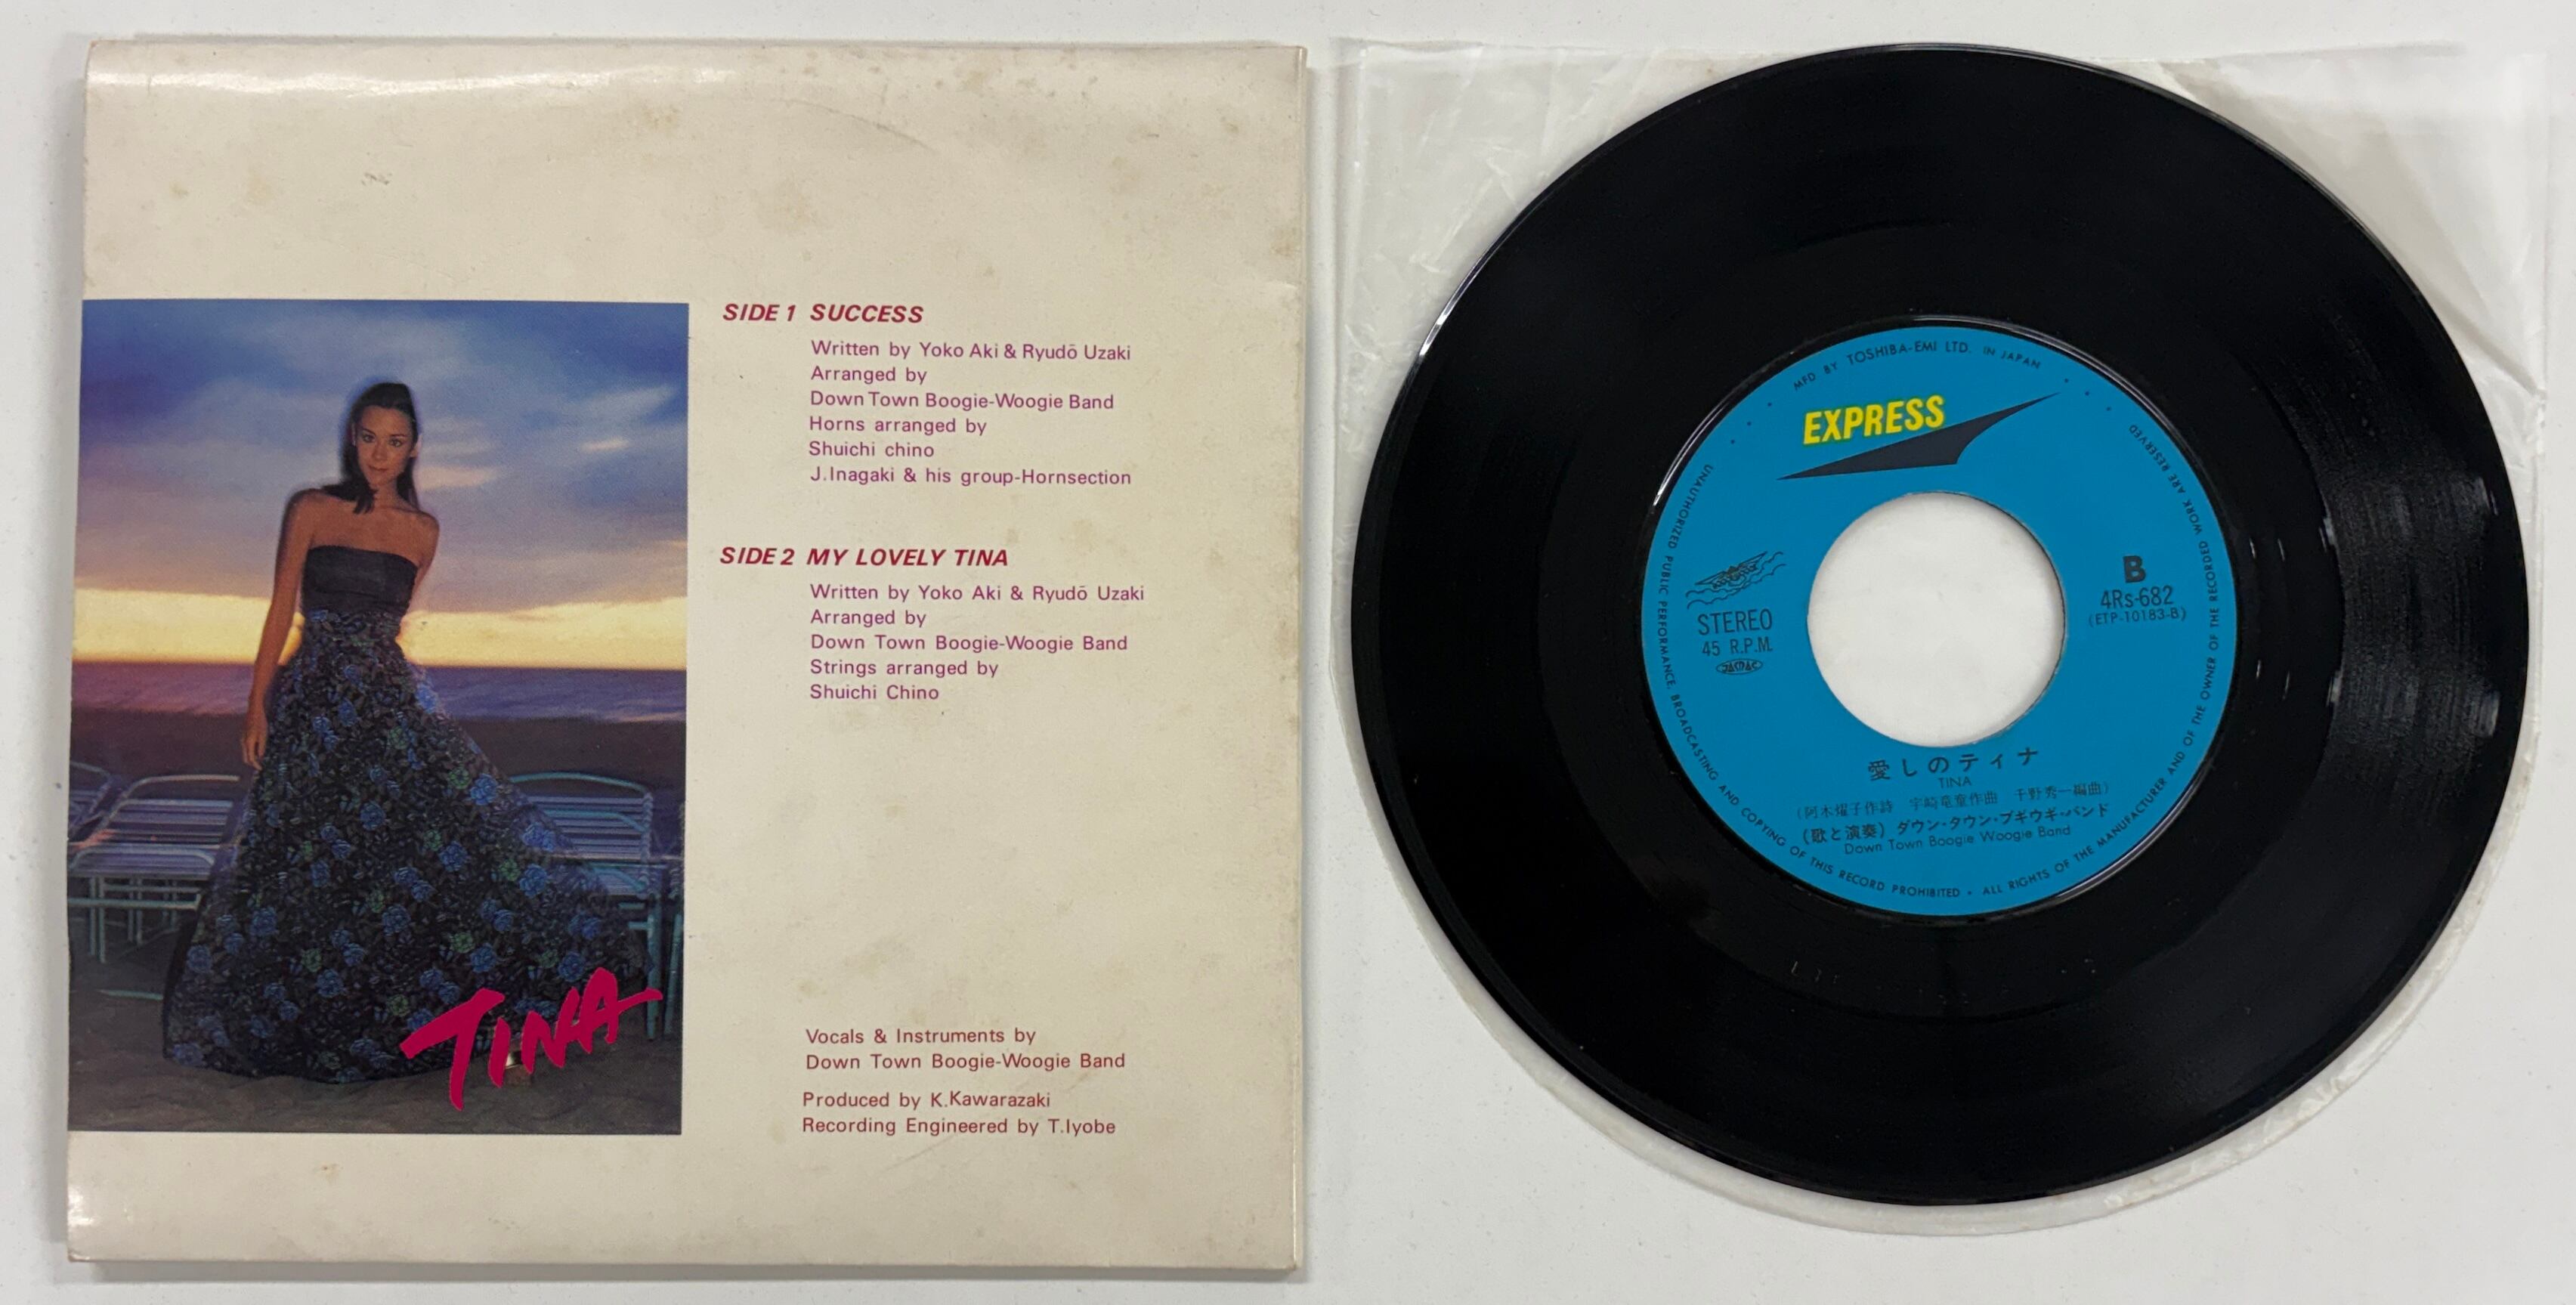 SIDE 1 SUCCESS
Written by Yoko Aki & Ryudō Uzaki
Arranged by
Down Town Boogie-Woogie Band
Horns arranged by
Shuichi chino
J.Inagaki & his group-Hornsection
SIDE 2 MY LOVELY TINA
Written by Yoko Aki & Ryudō Uzaki
Arranged by
Down Town Boogie-Woogie Band
Strings arranged by
Shuichi Chino
TINA
Vocals & Instruments by
Down Town Boogie-Woogie Band
Produced by K.Kawarazaki
Recording Engineered by T.Iyobe
MFD BY TOSHIBA-EMI LTD. IN JAPAN
EXPRESS
STEREO
45 R.P.M.
JASRAC
B
4Rs-682
(ETP-10183-B)
愛しのティナ
TINA
(阿木燿子作詩 宇崎竜童作曲 千野秀一編曲)
(歌と演奏) ダウン・タウン・ブギウギ・バンド
Down Town Boogie Woogie Band
UNAUTHORIZED PUBLIC PERFORMANCE, BROADCASTING AND COPYING OF THIS RECORD PROHIBITED • ALL RIGHTS OF THE MANUFACTURER AND OF THE OWNER OF THE RECORDED WORK ARE RESERVED